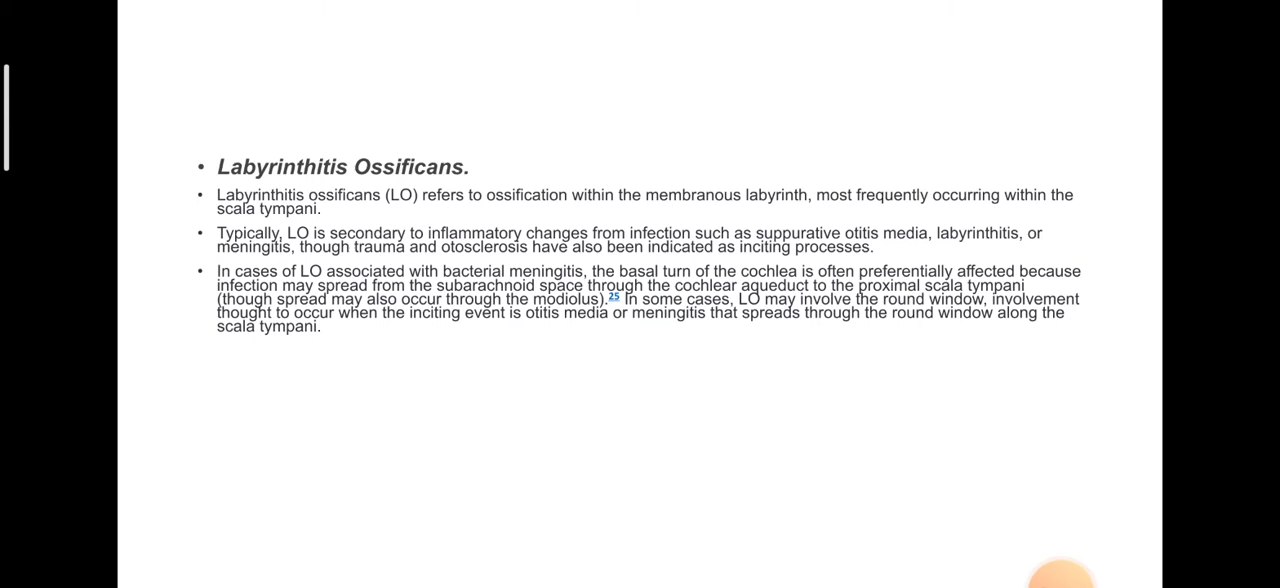 • Labyrinthitis Ossificans.
• Labyrinthitis ossificans (LO) refers to ossification within the membranous labyrinth, most frequently occurring within the
scala tympani.
• Typically, LO is secondary to inflammatory changes from infection such as suppurative otitis media, labyrinthitis, or
meningitis, though trauma and otosclerosis have also been indicated as inciting processes.
• In cases of LO associated with bacterial meningitis, the basal turn of the cochlea is often preferentially affected because
infection may spread from the subarachnoid space through the cochlear aqueduct to the proximal scala tympani
(though spread may also occur through the modiolus).25 In some cases, LO may involve the round window, involvement
thought to occur when the inciting event is otitis media or meningitis that spreads through the round window along the
scala tympani.